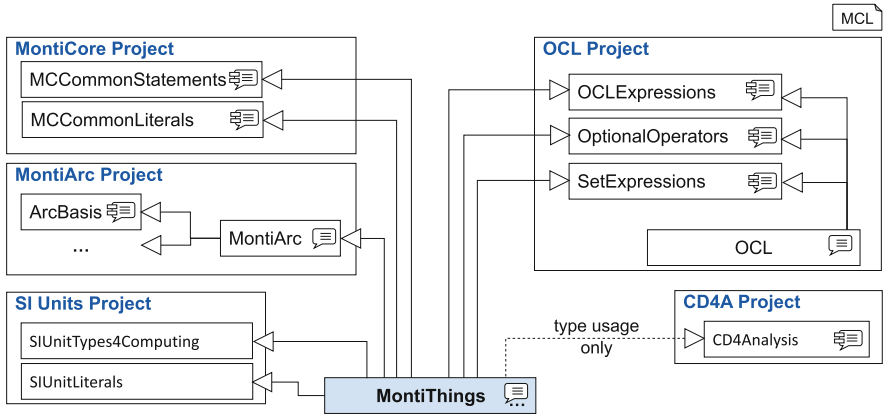 MCL
MontiCore Project
MCCommonStatements
MCCommonLiterals
MontiArc Project
ArcBasis
...
MontiArc
SI Units Project
SIUnitTypes4Computing
SIUnitLiterals
OCL Project
OCLExpressions
OptionalOperators
SetExpressions
OCL
CD4A Project
CD4Analysis
type usage
only
MontiThings
...